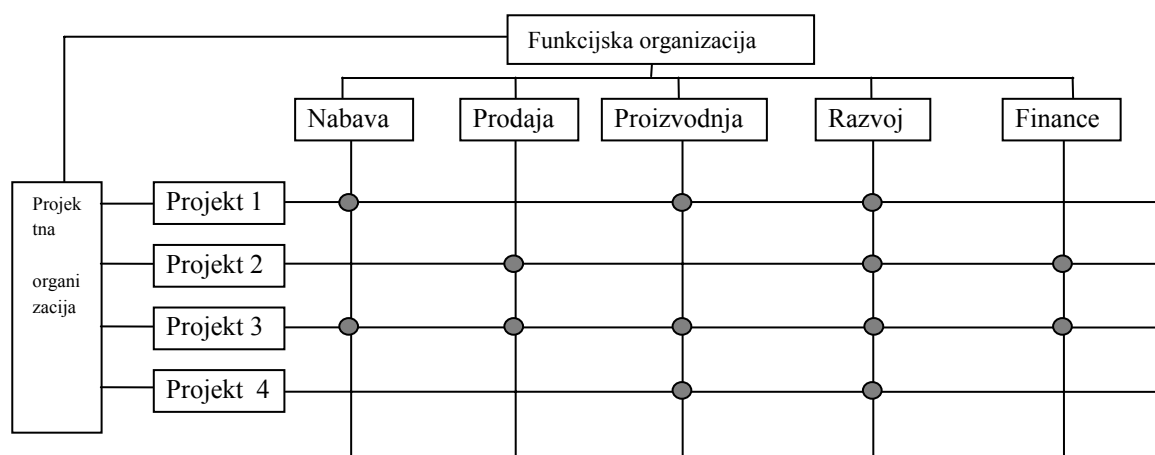 Funkcijska organizacija
Nabava
Prodaja
Proizvodnja
Razvoj
Finance
Projek
tna
organi
zacija
Projekt 1
Projekt 2
Projekt 3
Projekt 4